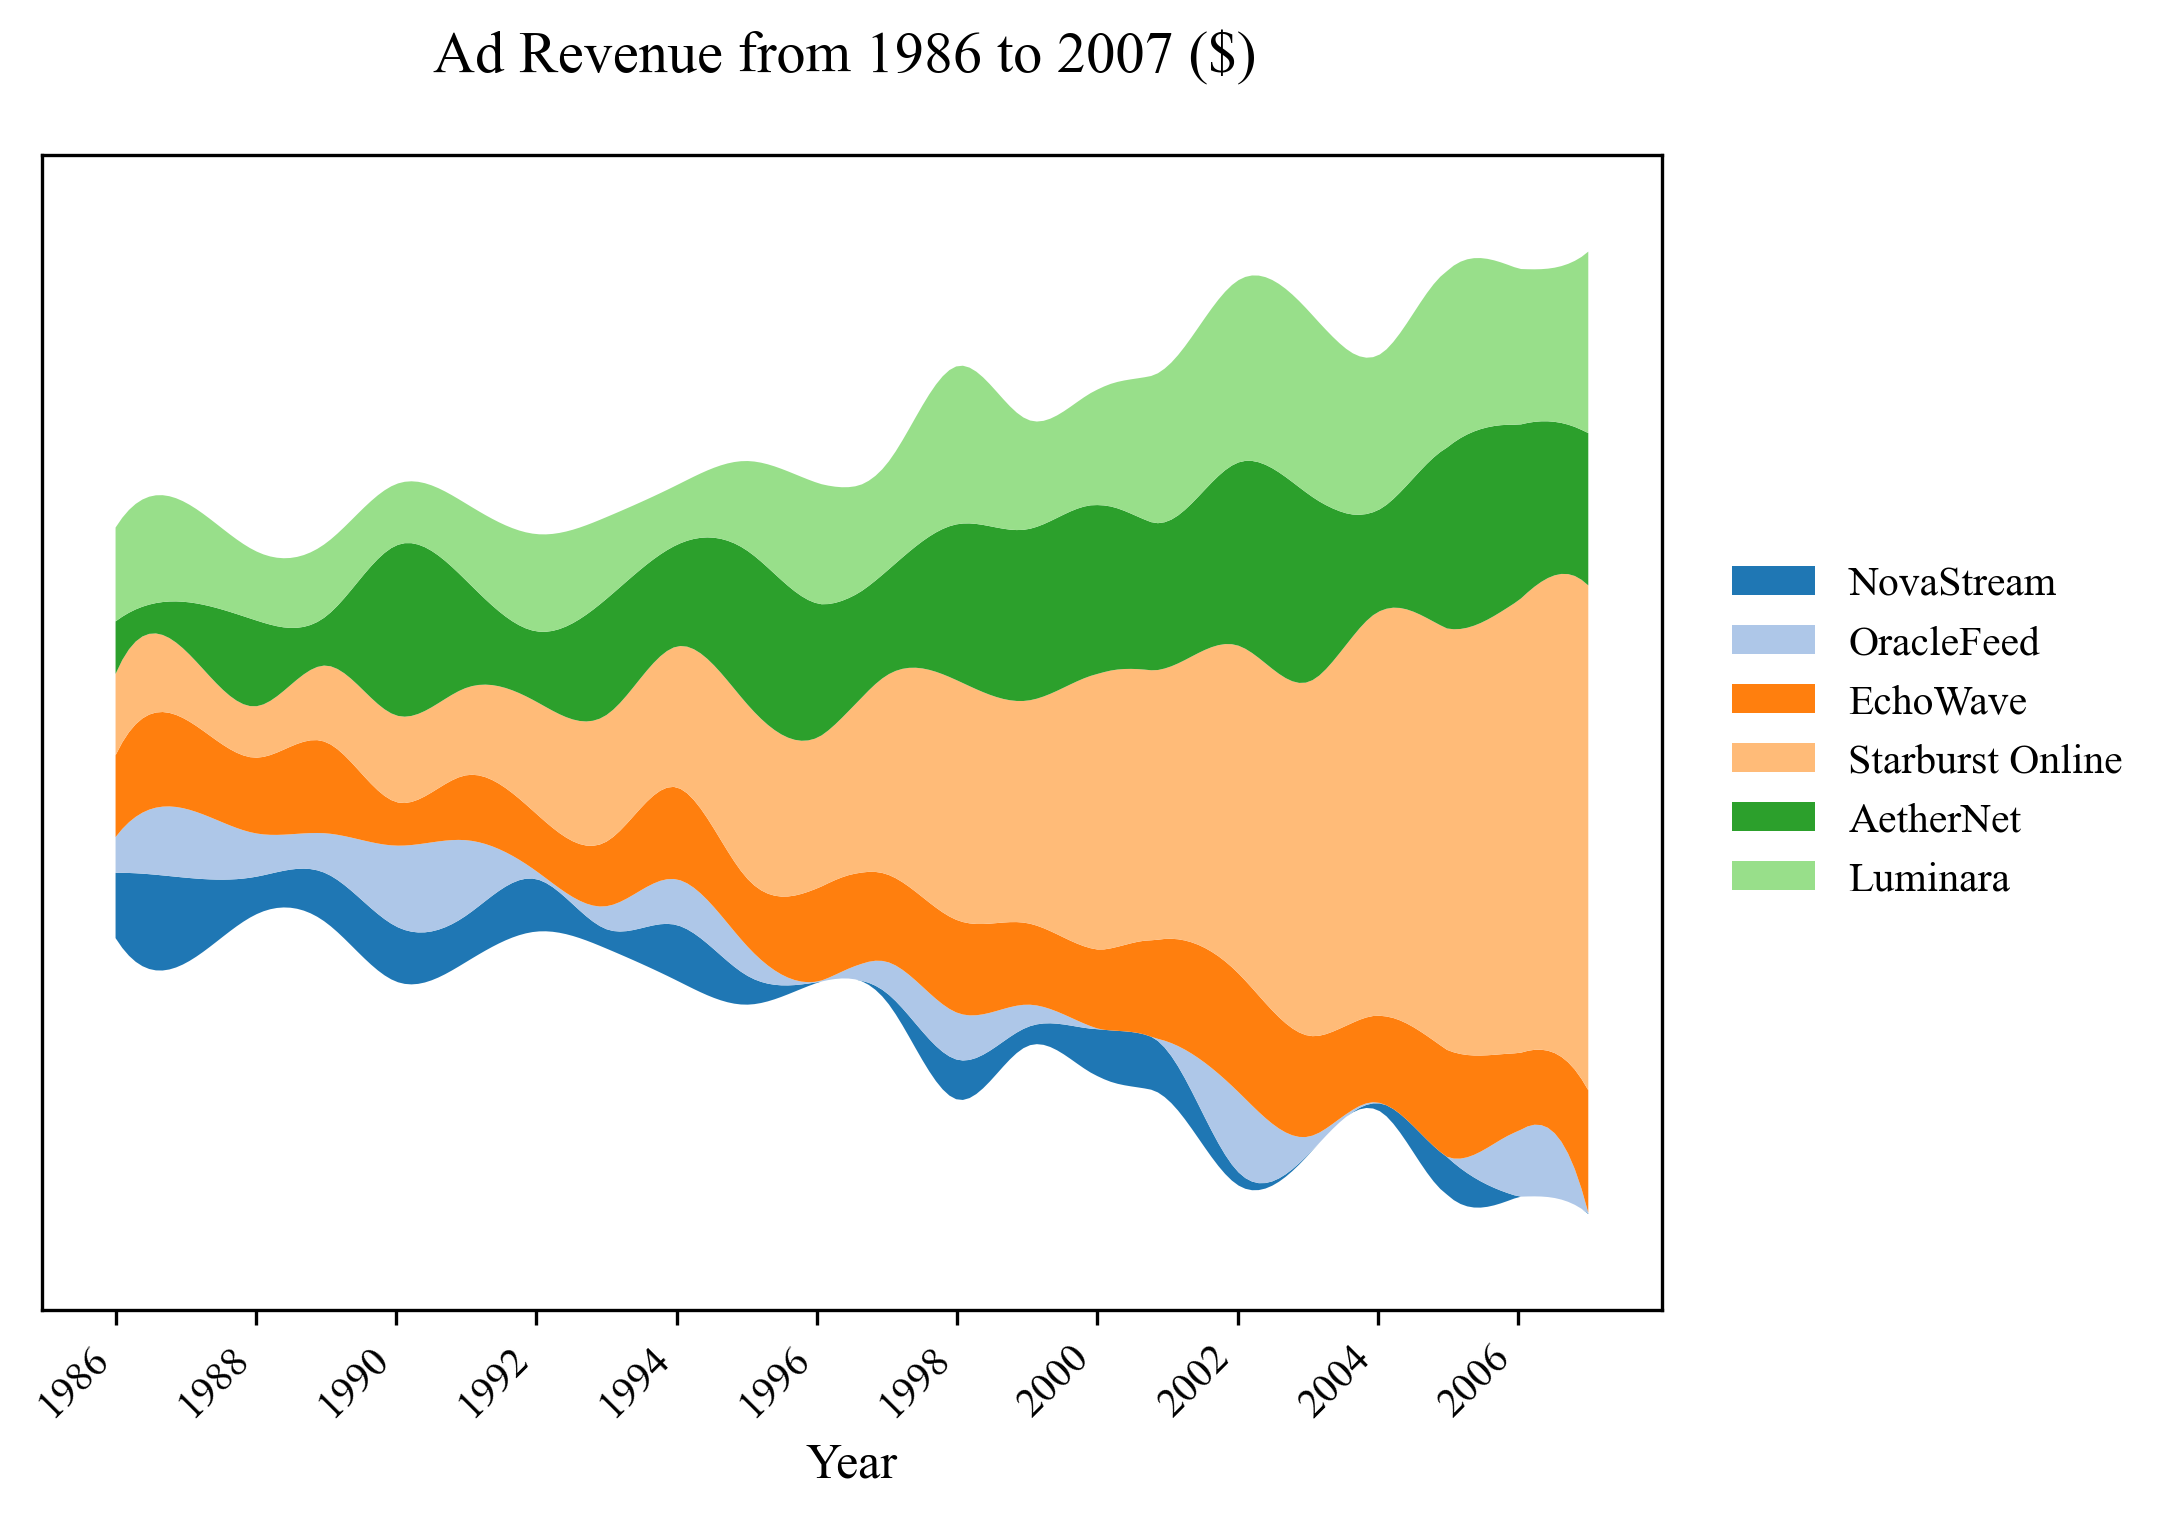 Ad Revenue from 1986 to 2007 ($)
NovaStream
OracleFeed
EchoWave
Starburst Online
AetherNet
Luminara
1986
1988
1990
1992
1994
1996
1998
2000
2002
2004
2006
Year